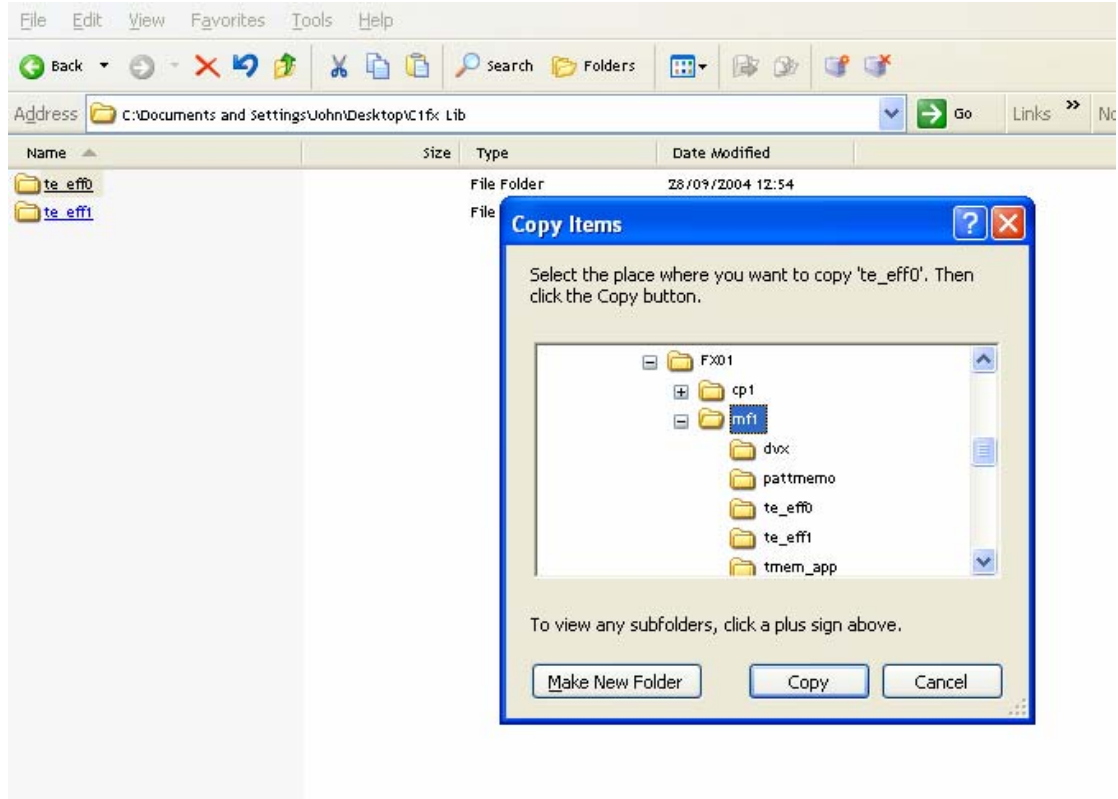 File Edit View Favorites Tools Help
Back Search Folders
Address C:\Documents and Settings\John\Desktop\C1fx Lib Go Links »
Name Size Type Date Modified
te_eff0 File Folder 28/09/2004 12:54
te_eff1 File
Copy Items
Select the place where you want to copy 'te_eff0'. Then
click the Copy button.
FX01
cp1
mf1
dvx
pattmemo
te_eff0
te_eff1
tmem_app
To view any subfolders, click a plus sign above.
Make New Folder Copy Cancel